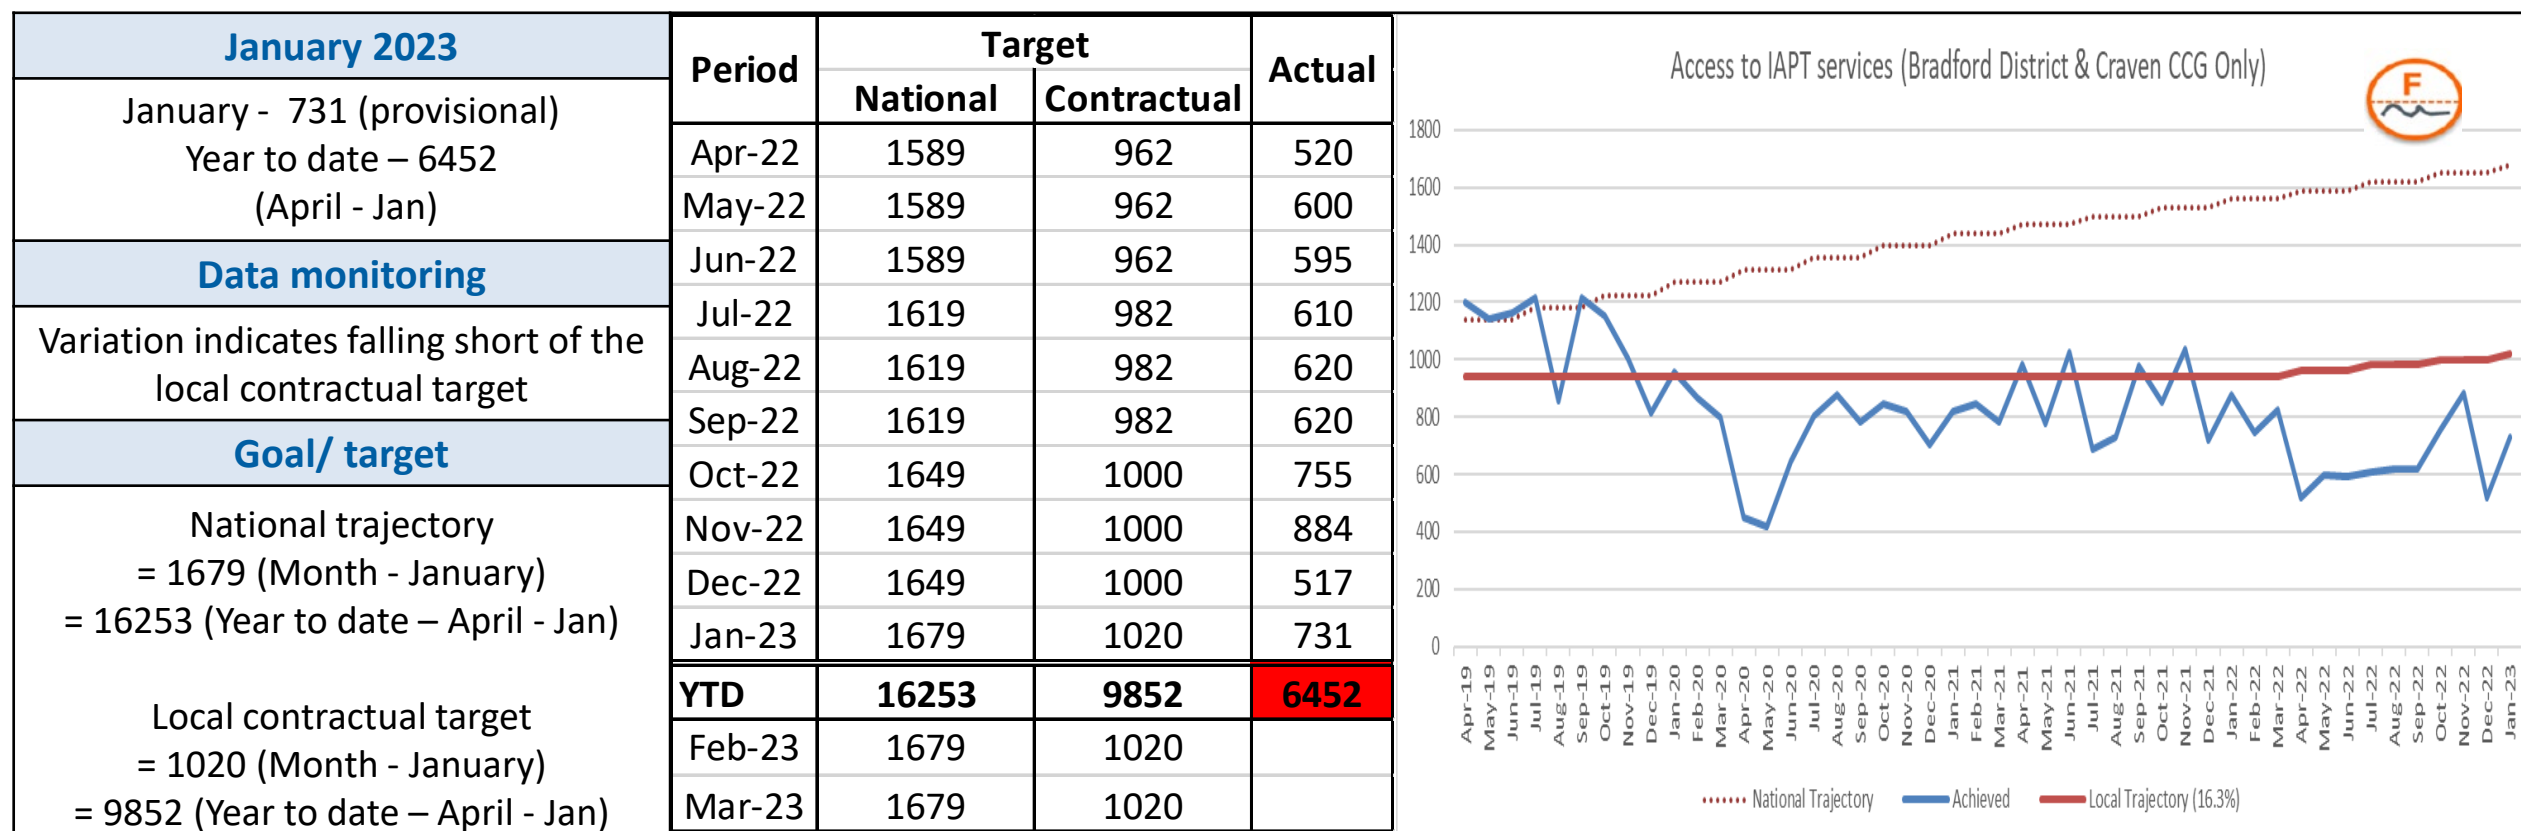 January 2023
January -  731 (provisional)
Year to date – 6452
(April - Jan)
Data monitoring
Variation indicates falling short of the
local contractual target
Goal/ target
National trajectory
= 1679 (Month - January)
= 16253 (Year to date – April - Jan)
Local contractual target
= 1020 (Month - January)
= 9852 (Year to date – April - Jan)
Period Target Actual
National Contractual
Apr-22 1589 962 520
May-22 1589 962 600
Jun-22 1589 962 595
Jul-22 1619 982 610
Aug-22 1619 982 620
Sep-22 1619 982 620
Oct-22 1649 1000 755
Nov-22 1649 1000 884
Dec-22 1649 1000 517
Jan-23 1679 1020 731
YTD 16253 9852 6452
Feb-23 1679 1020
Mar-23 1679 1020
Access to IAPT services (Bradford District & Craven CCG Only)
F
1800
1600
1400
1200
1000
800
600
400
200
0
Apr-19
May-19
Jun-19
Jul-19
Aug-19
Sep-19
Oct-19
Nov-19
Dec-19
Jan-20
Feb-20
Mar-20
Apr-20
May-20
Jun-20
Jul-20
Aug-20
Sep-20
Oct-20
Nov-20
Dec-20
Jan-21
Feb-21
Mar-21
Apr-21
May-21
Jun-21
Jul-21
Aug-21
Sep-21
Oct-21
Nov-21
Dec-21
Jan-22
Feb-22
Mar-22
Apr-22
May-22
Jun-22
Jul-22
Aug-22
Sep-22
Oct-22
Nov-22
Dec-22
Jan-23
National Trajectory Achieved Local Trajectory (16.3%)